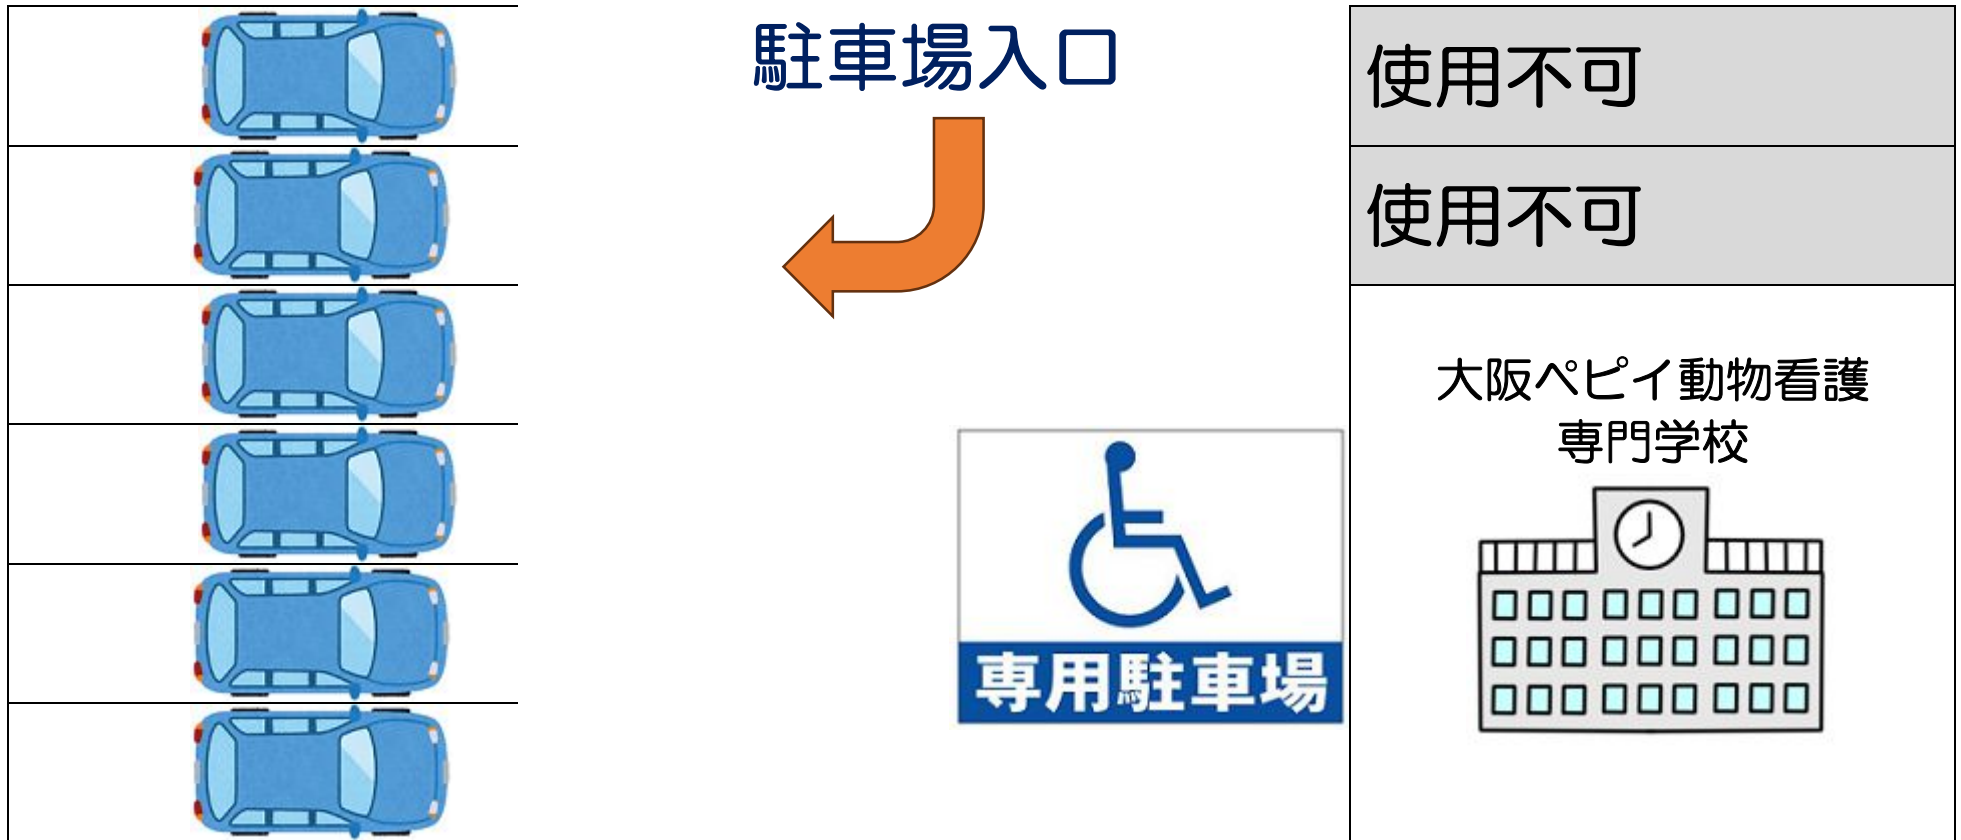 駐車場入口
使用不可
使用不可
大阪ペピイ動物看護
専門学校
専用駐車場